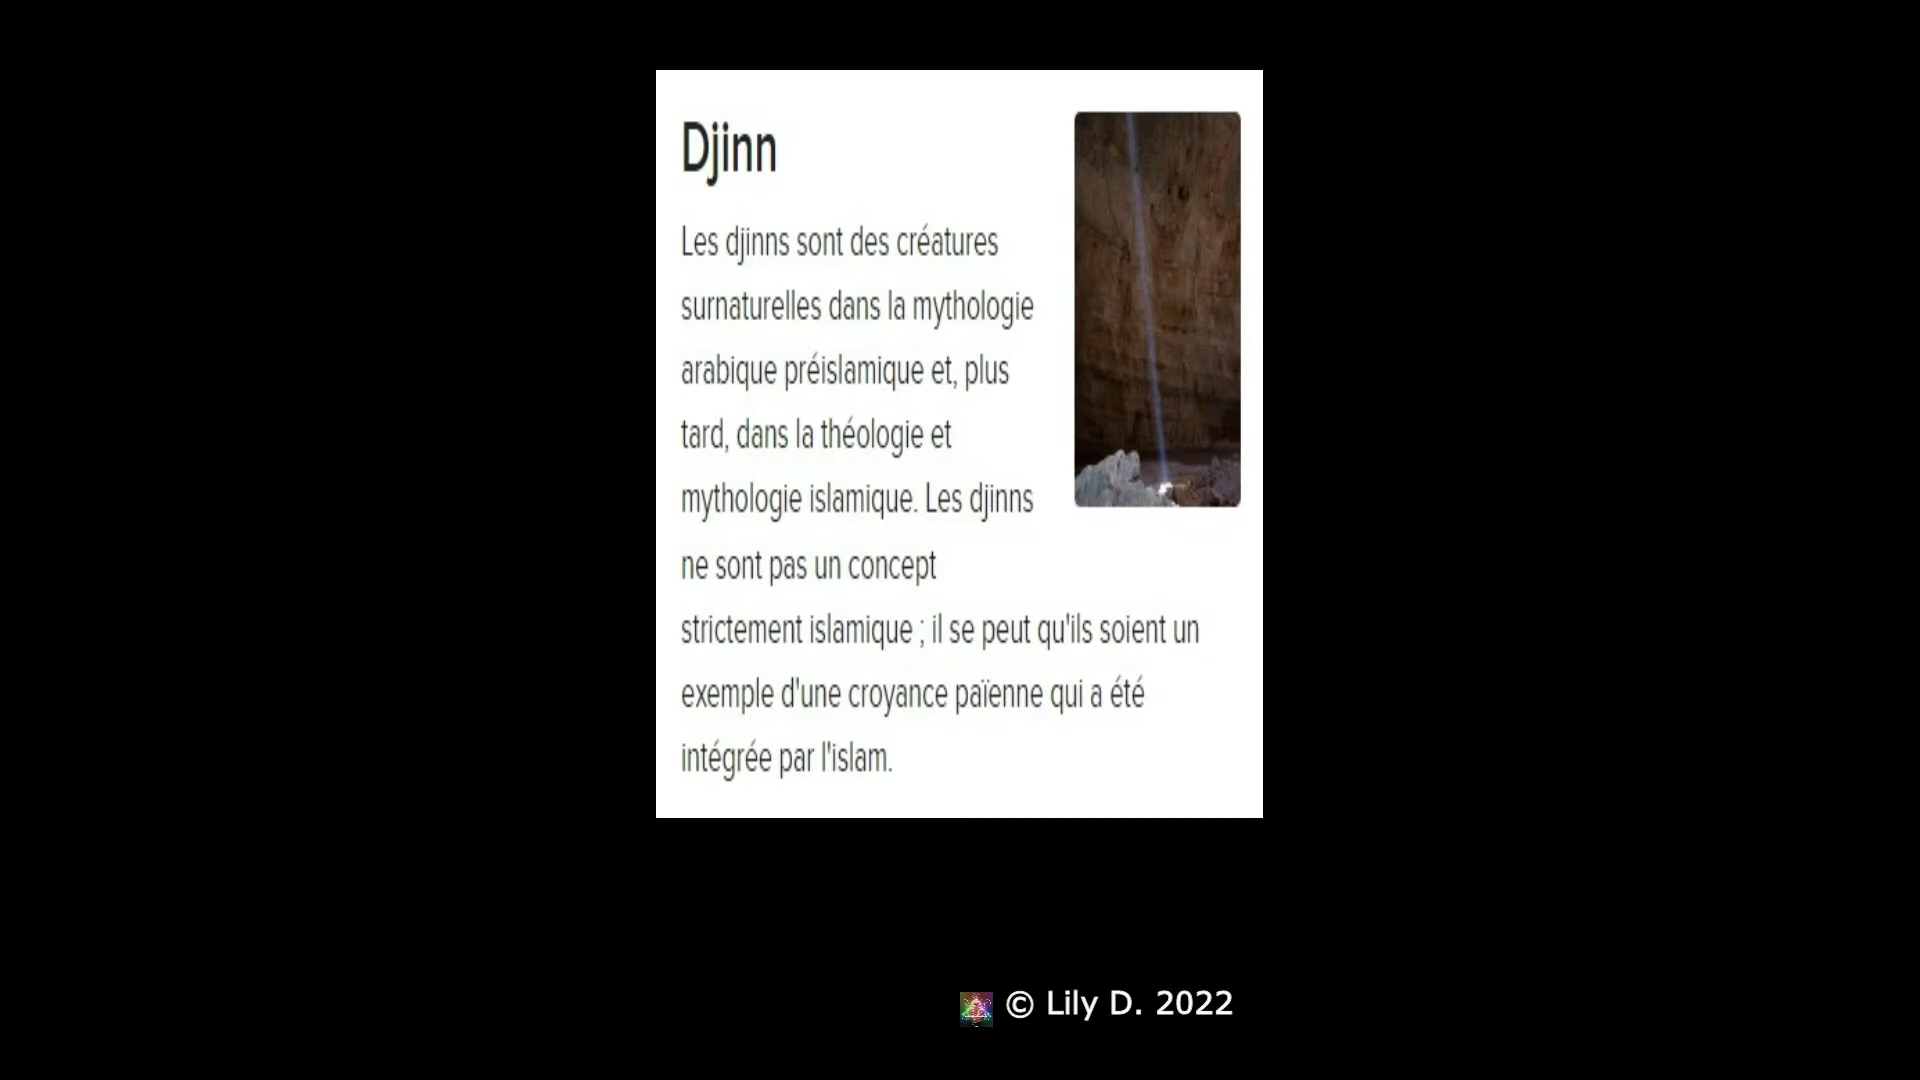 Djinn
Les djinns sont des créatures
surnaturelles dans la mythologie
arabique préislamique et, plus
tard, dans la théologie et
mythologie islamique. Les djinns
ne sont pas un concept
strictement islamique ; il se peut qu'ils soient un
exemple d'une croyance païenne qui a été
intégrée par l'islam.
© Lily D. 2022